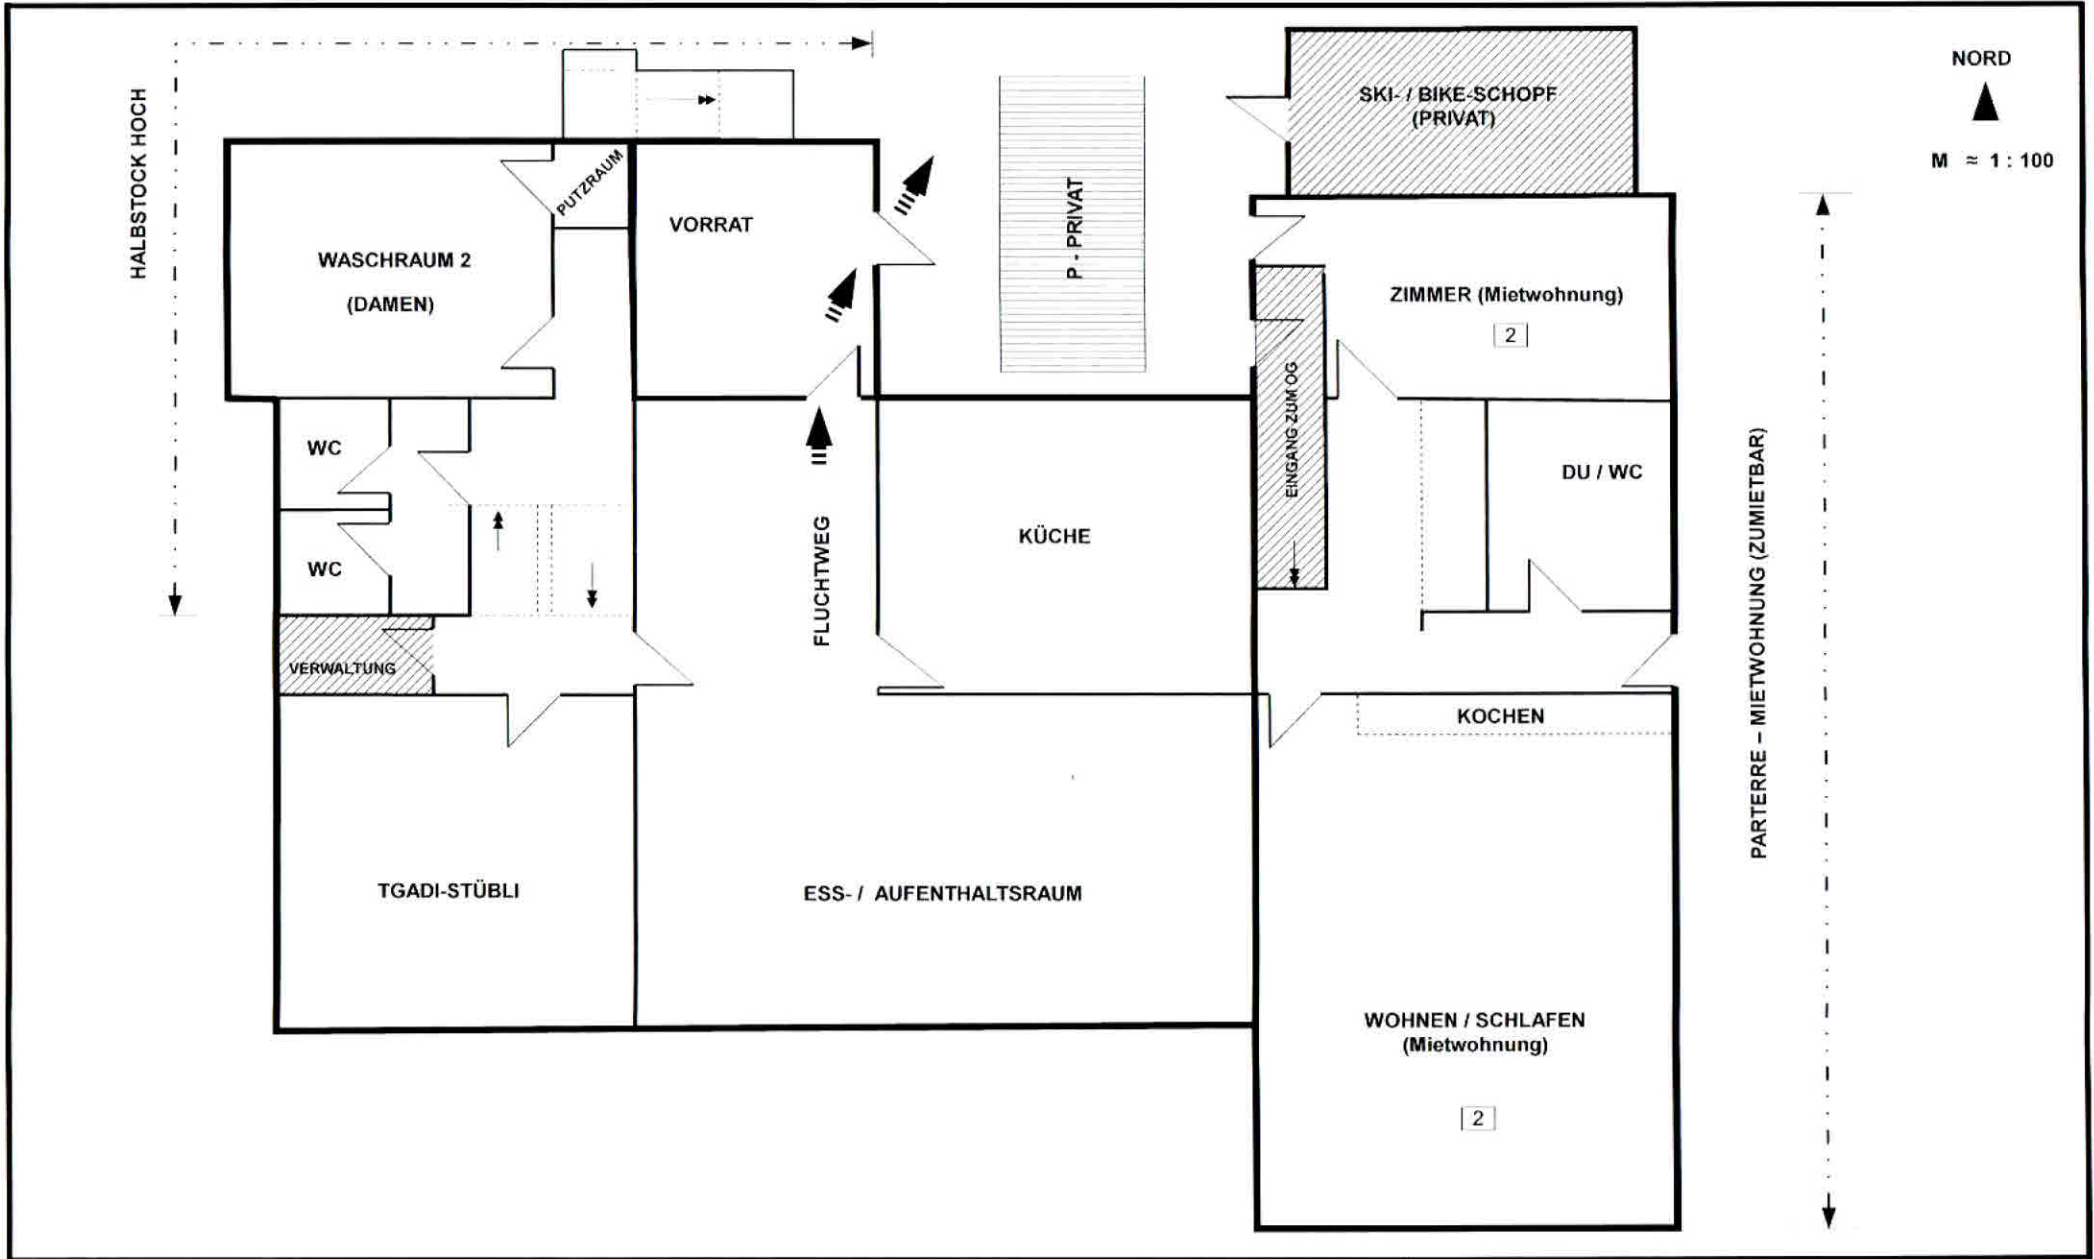 NORD
M ≈ 1 : 100
HALBSTOCK HOCH
SKI- / BIKE-SCHOPF
(PRIVAT)
PUTZRAUM
VORRAT
P - PRIVAT
WASCHRAUM 2
(DAMEN)
ZIMMER (Mietwohnung)
2
EINGANG ZUM OG
WC
DU / WC
KÜCHE
FLUCHTWEG
WC
VERWALTUNG
KOCHEN
PARTERRE – MIETWOHNUNG (ZUMIETBAR)
TGADI-STÜBLI
ESS- / AUFENTHALTSRAUM
WOHNEN / SCHLAFEN
(Mietwohnung)
2